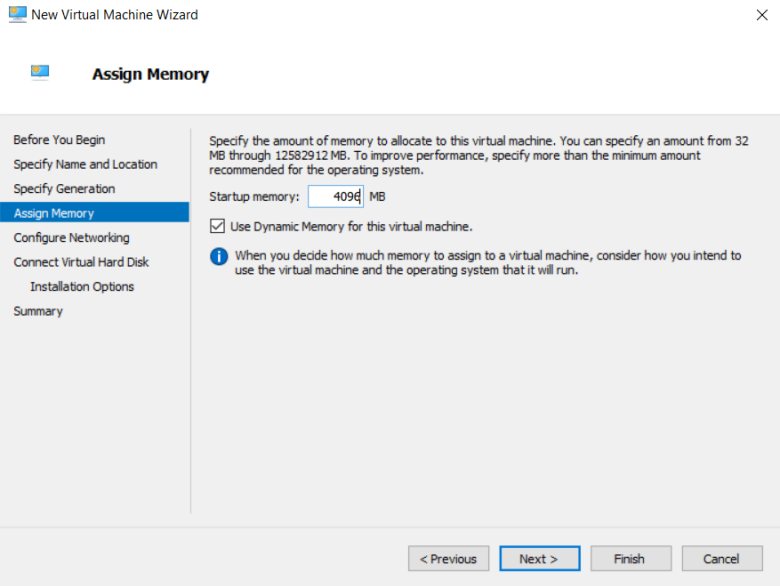 New Virtual Machine Wizard
Assign Memory
Before You Begin
Specify Name and Location
Specify Generation
Assign Memory
Configure Networking
Connect Virtual Hard Disk
Installation Options
Summary
Specify the amount of memory to allocate to this virtual machine. You can specify an amount from 32
MB through 12582912 MB. To improve performance, specify more than the minimum amount
recommended for the operating system.
Startup memory: 4096 MB
Use Dynamic Memory for this virtual machine.
When you decide how much memory to assign to a virtual machine, consider how you intend to
use the virtual machine and the operating system that it will run.
< Previous Next > Finish Cancel